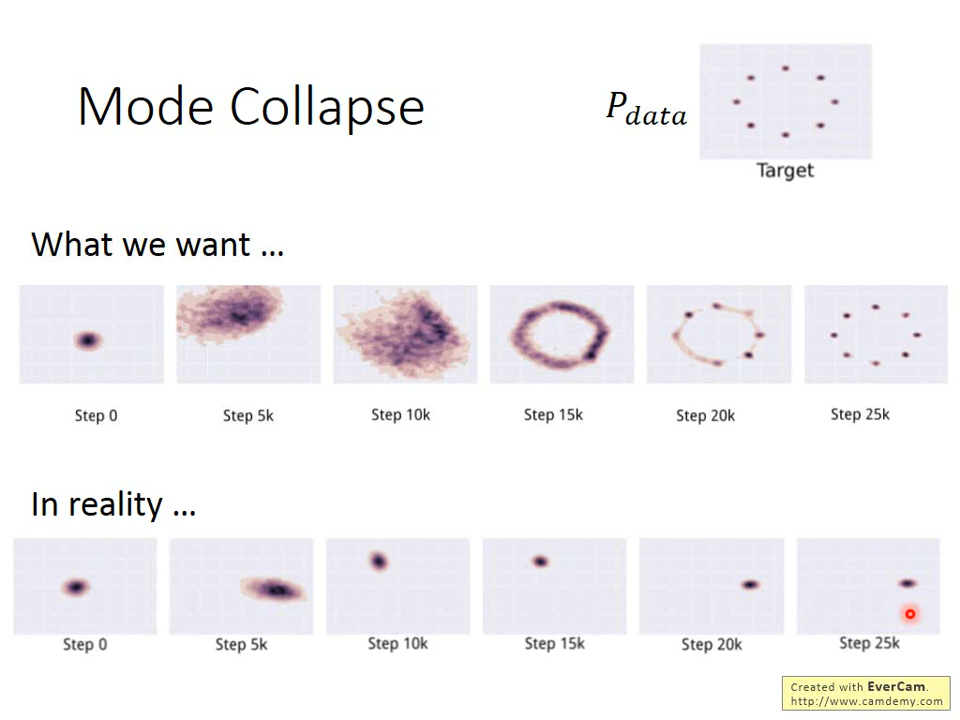 Mode Collapse
P_data
Target
What we want ...
Step 0 Step 5k Step 10k Step 15k Step 20k Step 25k
In reality ...
Step 0 Step 5k Step 10k Step 15k Step 20k Step 25k
Created with EverCam.
http://www.camdemy.com